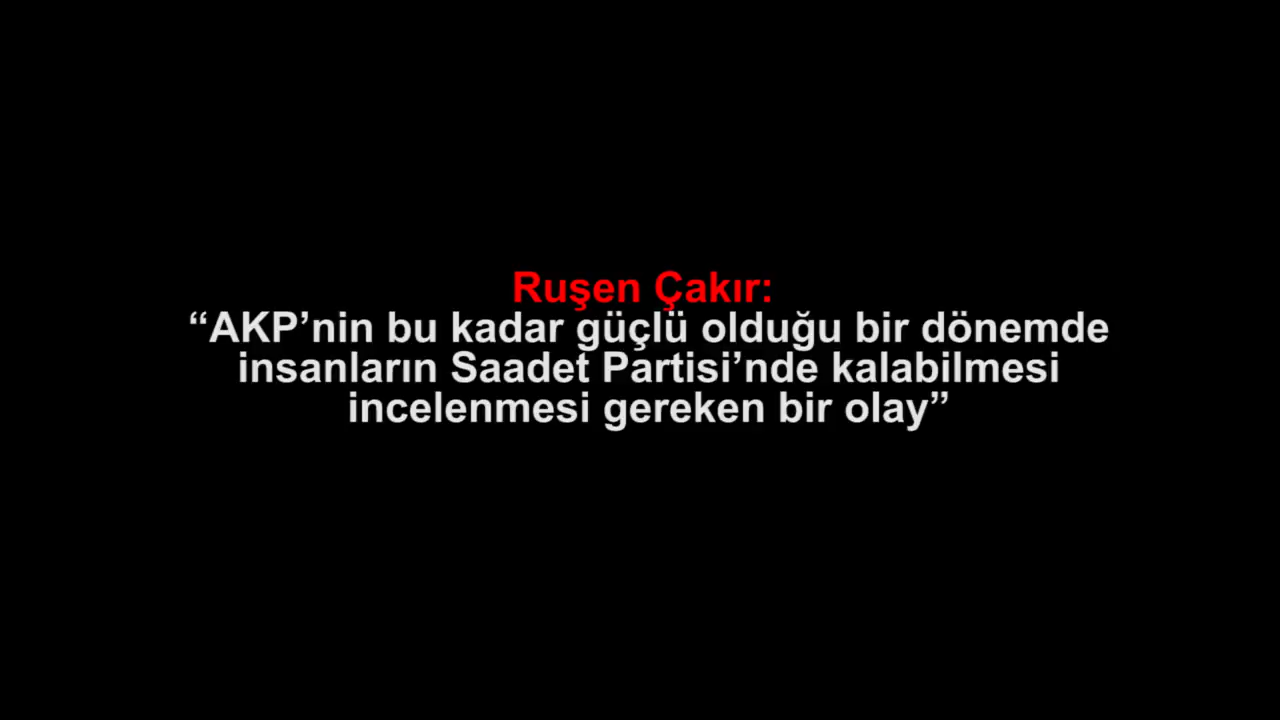 Ruşen Çakır:
“AKP’nin bu kadar güçlü olduğu bir dönemde
insanların Saadet Partisi’nde kalabilmesi
incelenmesi gereken bir olay”